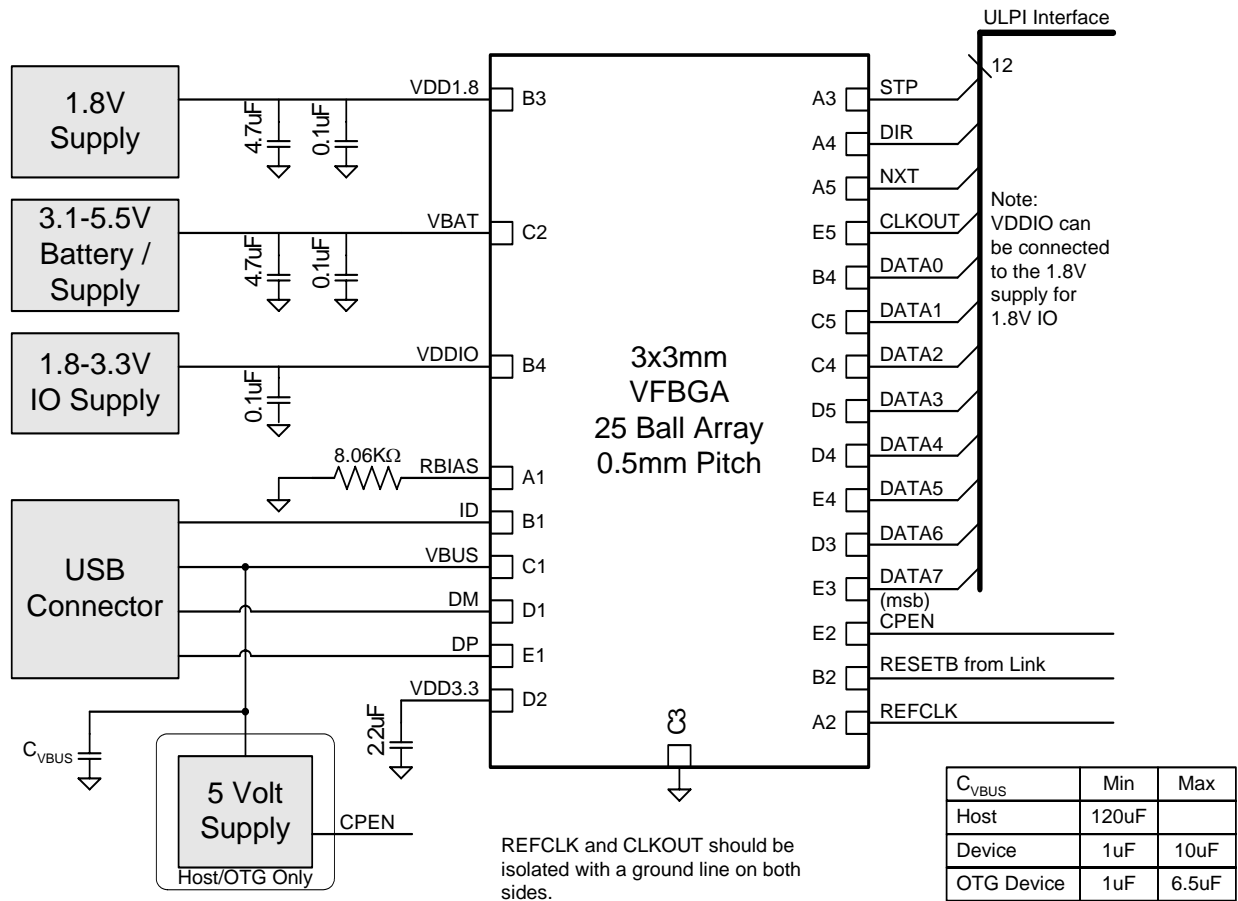 ULPI Interface
12
1.8V
Supply
VDD1.8
B3
4.7uF
0.1uF
3.1-5.5V
Battery /
Supply
VBAT
C2
4.7uF
0.1uF
1.8-3.3V
IO Supply
VDDIO
B4
0.1uF
8.06KΩ
RBIAS
A1
USB
Connector
ID
B1
VBUS
C1
DM
D1
DP
E1
VDD3.3
D2
2.2uF
CVBUS
5 Volt
Supply
CPEN
Host/OTG Only
3x3mm
VFBGA
25 Ball Array
0.5mm Pitch
C3
A3
STP
A4
DIR
A5
NXT
E5
CLKOUT
B4
DATA0
C5
DATA1
C4
DATA2
D5
DATA3
D4
DATA4
E4
DATA5
D3
DATA6
E3
DATA7
(msb)
E2
CPEN
B2
RESETB from Link
A2
REFCLK
Note:
VDDIO can
be connected
to the 1.8V
supply for
1.8V IO
REFCLK and CLKOUT should be
isolated with a ground line on both
sides.
CVBUS Min Max
Host 120uF
Device 1uF 10uF
OTG Device 1uF 6.5uF